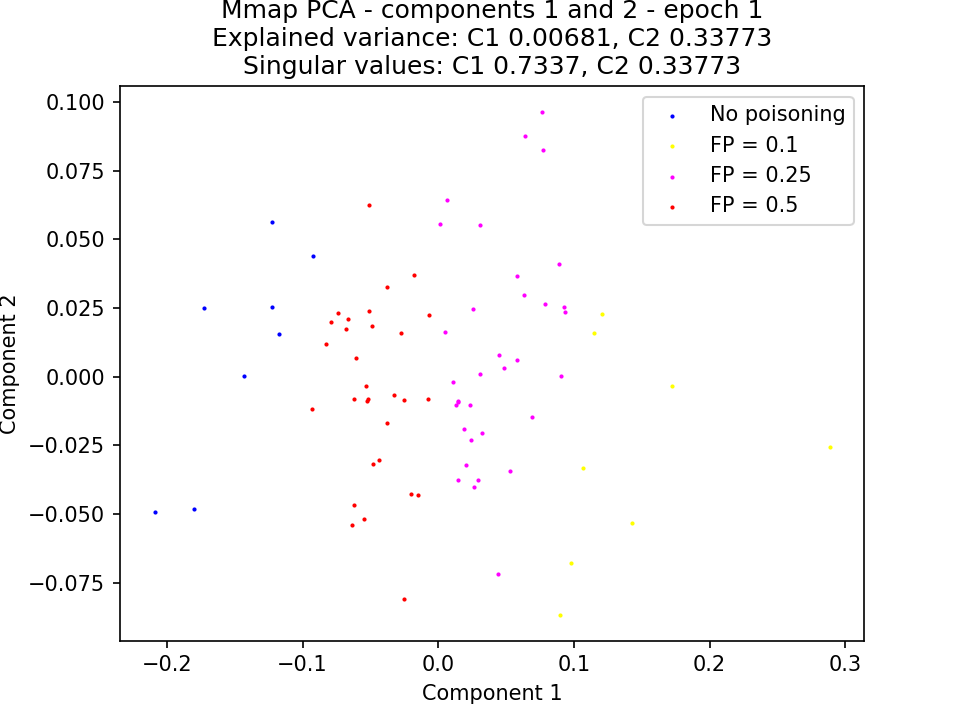 Mmap PCA - components 1 and 2 - epoch 1
Explained variance: C1 0.00681, C2 0.33773
Singular values: C1 0.7337, C2 0.33773
No poisoning
FP = 0.1
FP = 0.25
FP = 0.5
0.100
0.075
0.050
0.025
0.000
−0.025
−0.050
−0.075
Component 2
−0.2
−0.1
0.0
0.1
0.2
0.3
Component 1